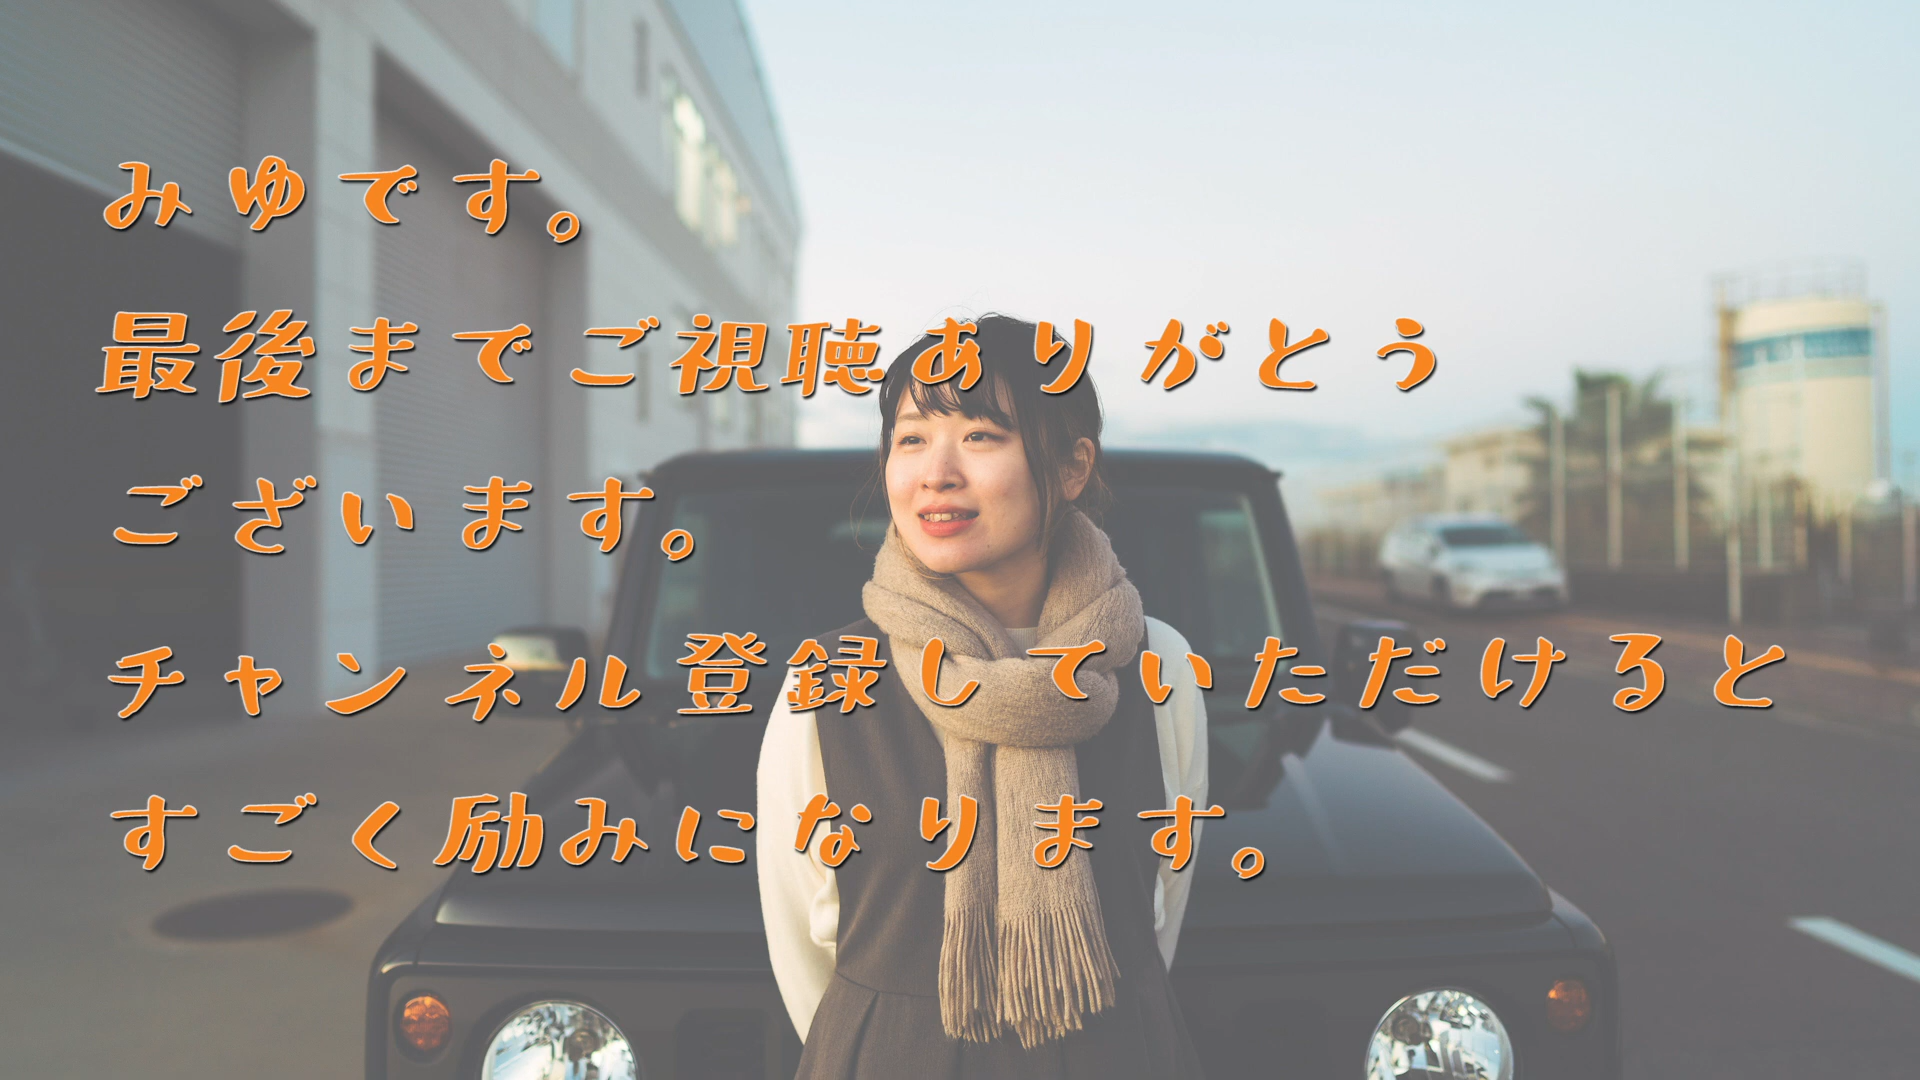 みゆです。
最後までご視聴ありがとう
ございます。
チャンネル登録していただけると
すごく励みになります。